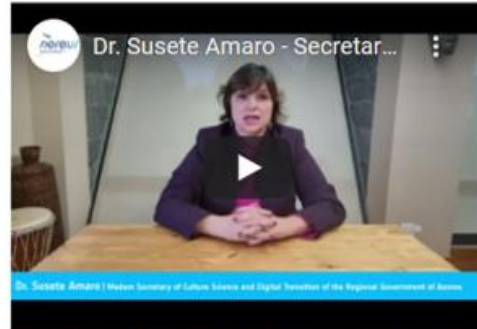 nereus
Dr. Susete Amaro - Secretar...
Dr. Susete Amaro | Madam Secretary of Culture Science and Digital Transition of the Regional Government of Azores